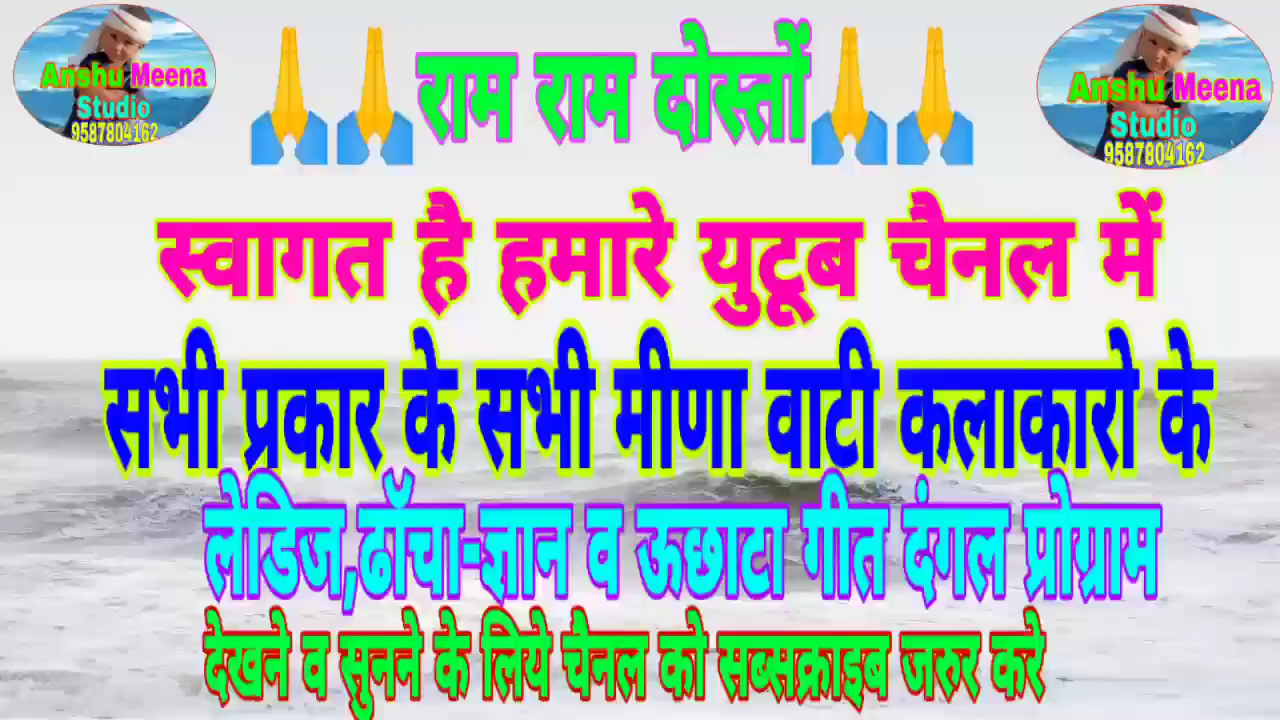 Anshu Meena
Studio
9587804162
🙏🙏राम राम दोस्तों🙏🙏
Anshu Meena
Studio
9587804162
स्वागत है हमारे युटूब चैनल में
सभी प्रकार के सभी मीणा वाटी कलाकारो के
लेडिज,ढाॅचा-ज्ञान व ऊछाटा गीत दंगल प्रोग्राम
देखने व सुनने के लिये चैनल को सब्सक्राइब जरुर करे